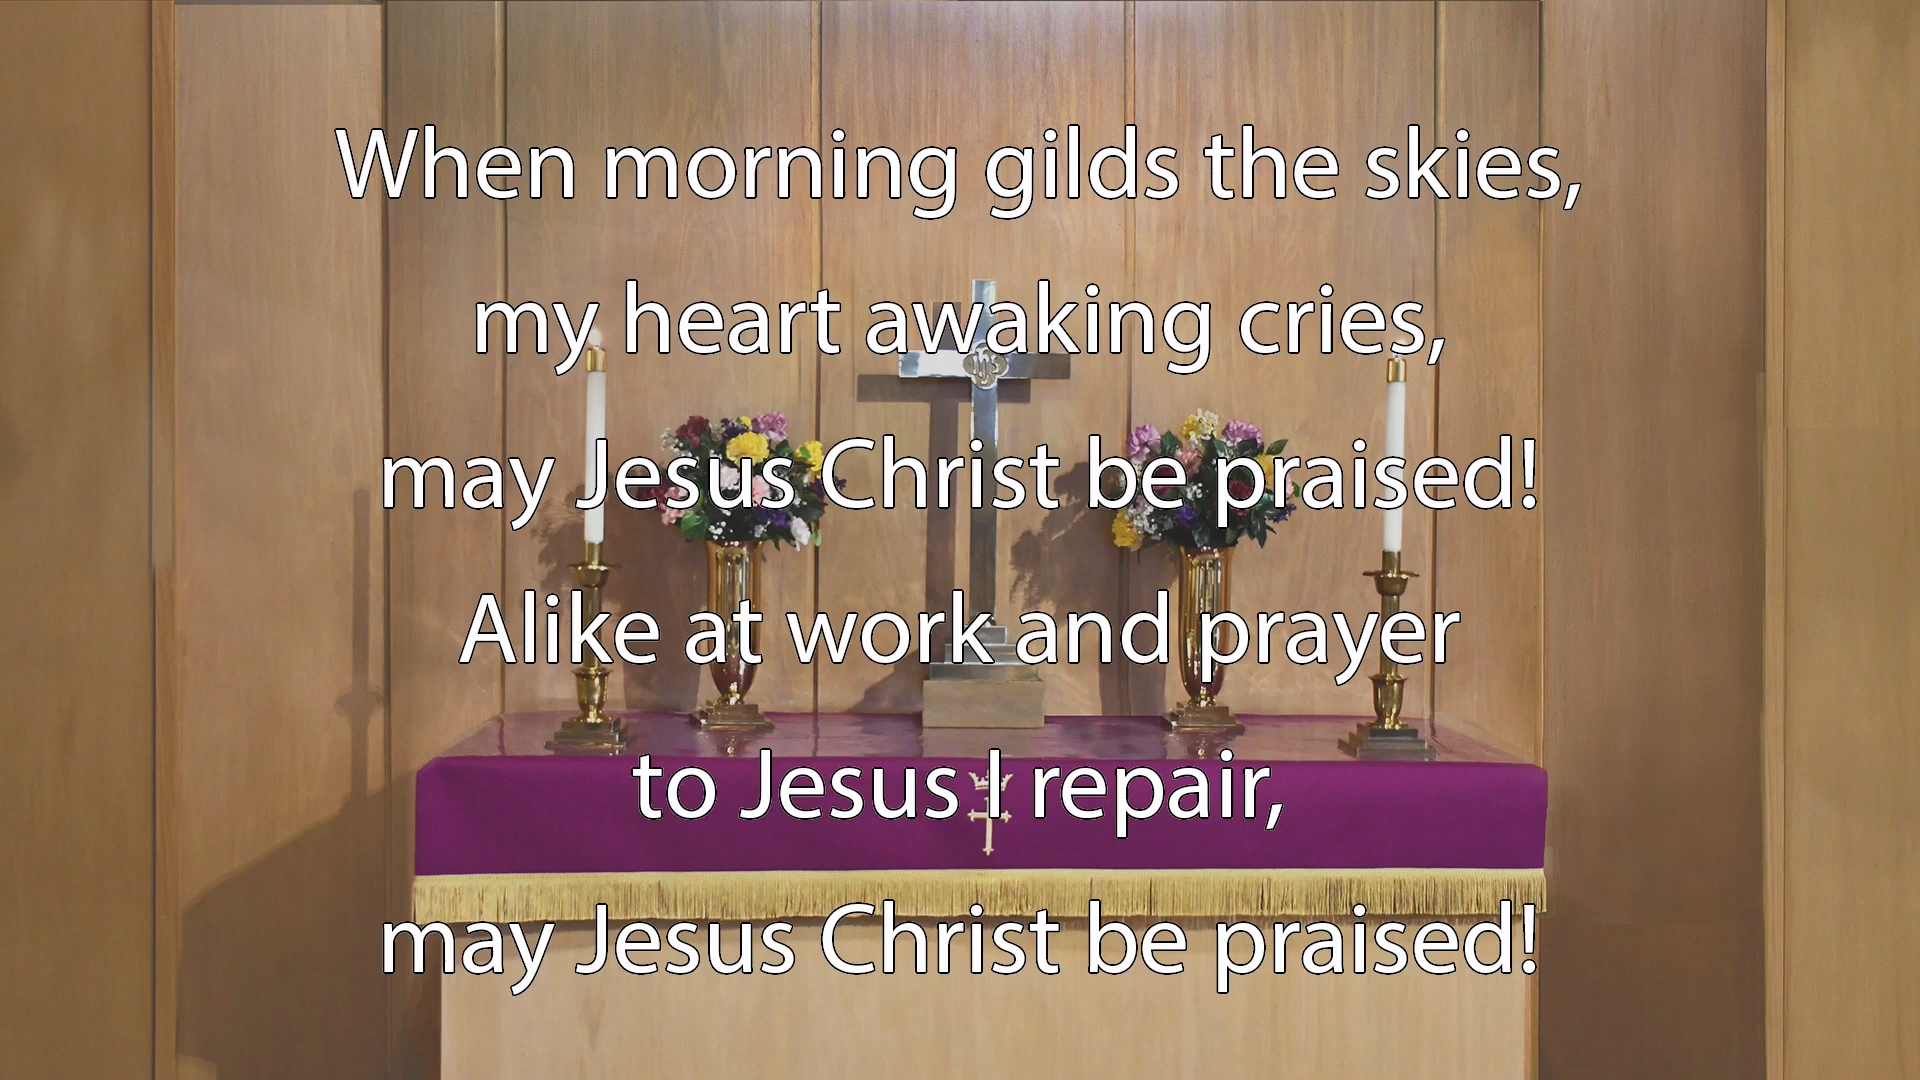 When morning gilds the skies,
my heart awaking cries,
may Jesus Christ be praised!
Alike at work and prayer
to Jesus I repair,
may Jesus Christ be praised!